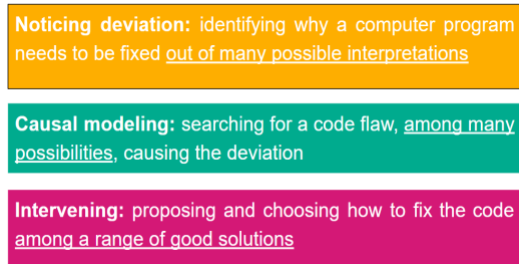 Noticing deviation: identifying why a computer program
needs to be fixed out of many possible interpretations
Causal modeling: searching for a code flaw, among many
possibilities, causing the deviation
Intervening: proposing and choosing how to fix the code
among a range of good solutions